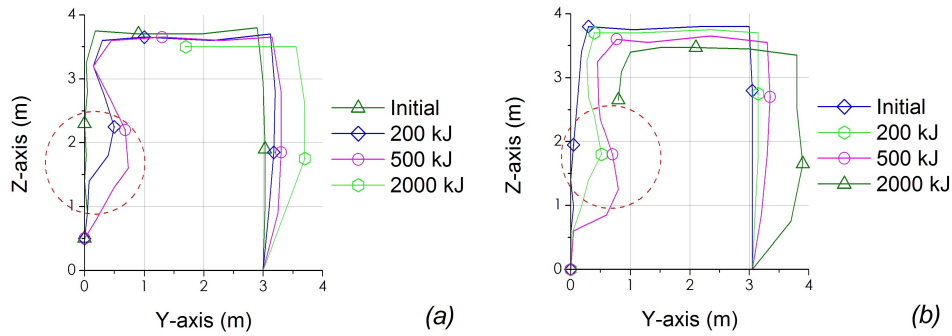 4
3
2
1
0
Z-axis (m)
0 1 2 3 4
Y-axis (m)
Initial
200 kJ
500 kJ
2000 kJ
(a)
4
3
2
1
0
Z-axis (m)
0 1 2 3 4
Y-axis (m)
Initial
200 kJ
500 kJ
2000 kJ
(b)